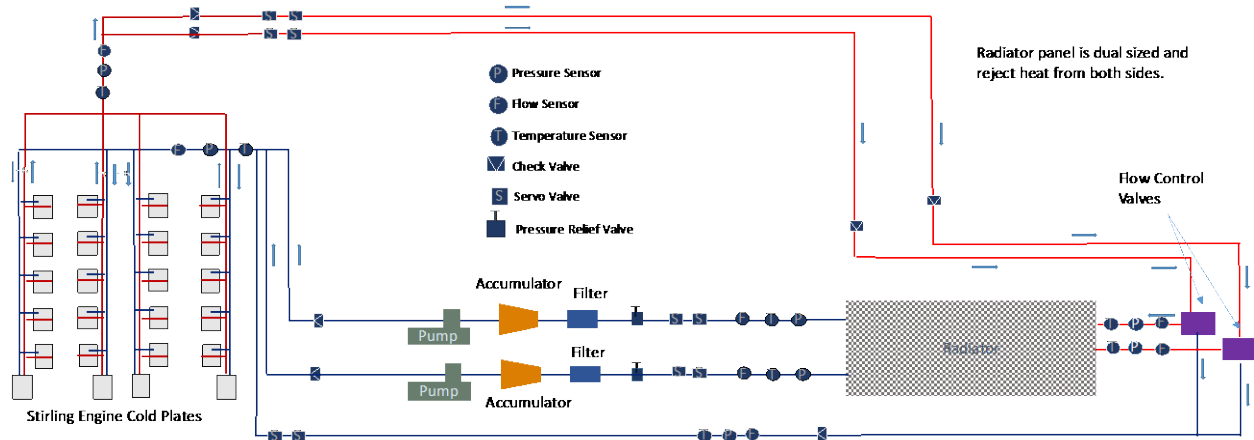 S S
S S
Radiator panel is dual sized and
reject heat from both sides.
F
P
T
P Pressure Sensor
F Flow Sensor
T Temperature Sensor
Check Valve
S Servo Valve
Pressure Relief Valve
F P T
Flow Control
Valves
Accumulator
Filter
Pump
S S F T P
Radiator
T P F
T P F
Filter
Pump
S S F T P
Accumulator
Stirling Engine Cold Plates
S S T P F